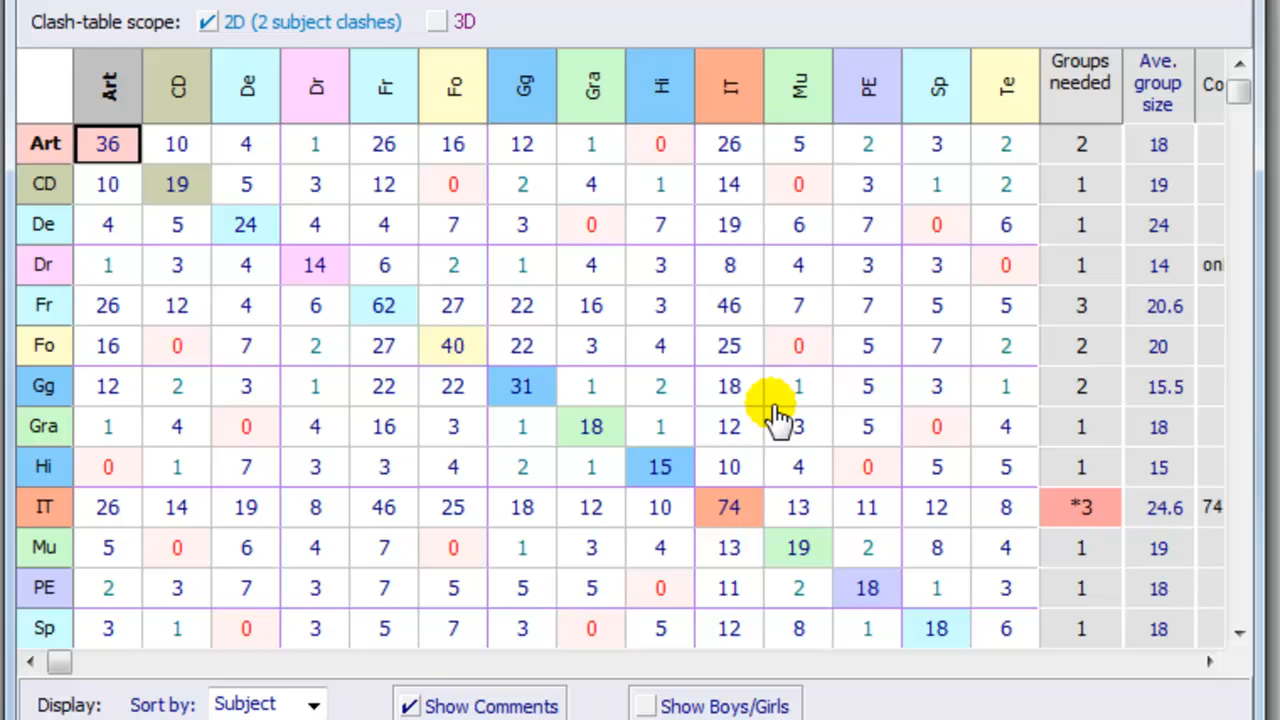 Clash-table scope: 2D (2 subject clashes) 3D
Art CD De Dr Fr Fo Gg Gra Hi IT Mu PE Sp Te Groups needed Ave. group size Co
Art 36 10 4 1 26 16 12 1 0 26 5 2 3 2 2 18
CD 10 19 5 3 12 0 2 4 1 14 0 3 1 2 1 19
De 4 5 24 4 4 7 3 0 7 19 6 7 0 6 1 24
Dr 1 3 4 14 6 2 1 4 3 8 4 3 3 0 1 14 on
Fr 26 12 4 6 62 27 22 16 3 46 7 7 5 5 3 20.6
Fo 16 0 7 2 27 40 22 3 4 25 0 5 7 2 2 20
Gg 12 2 3 1 22 22 31 1 2 18 1 5 3 1 2 15.5
Gra 1 4 0 4 16 3 1 18 1 12 3 5 0 4 1 18
Hi 0 1 7 3 3 4 2 1 15 10 4 0 5 5 1 15
IT 26 14 19 8 46 25 18 12 10 74 13 11 12 8 *3 24.6 74
Mu 5 0 6 4 7 0 1 3 4 13 19 2 8 4 1 19
PE 2 3 7 3 7 5 5 5 0 11 2 18 1 3 1 18
Sp 3 1 0 3 5 7 3 0 5 12 8 1 18 6 1 18
Display: Sort by: Subject Show Comments Show Boys/Girls